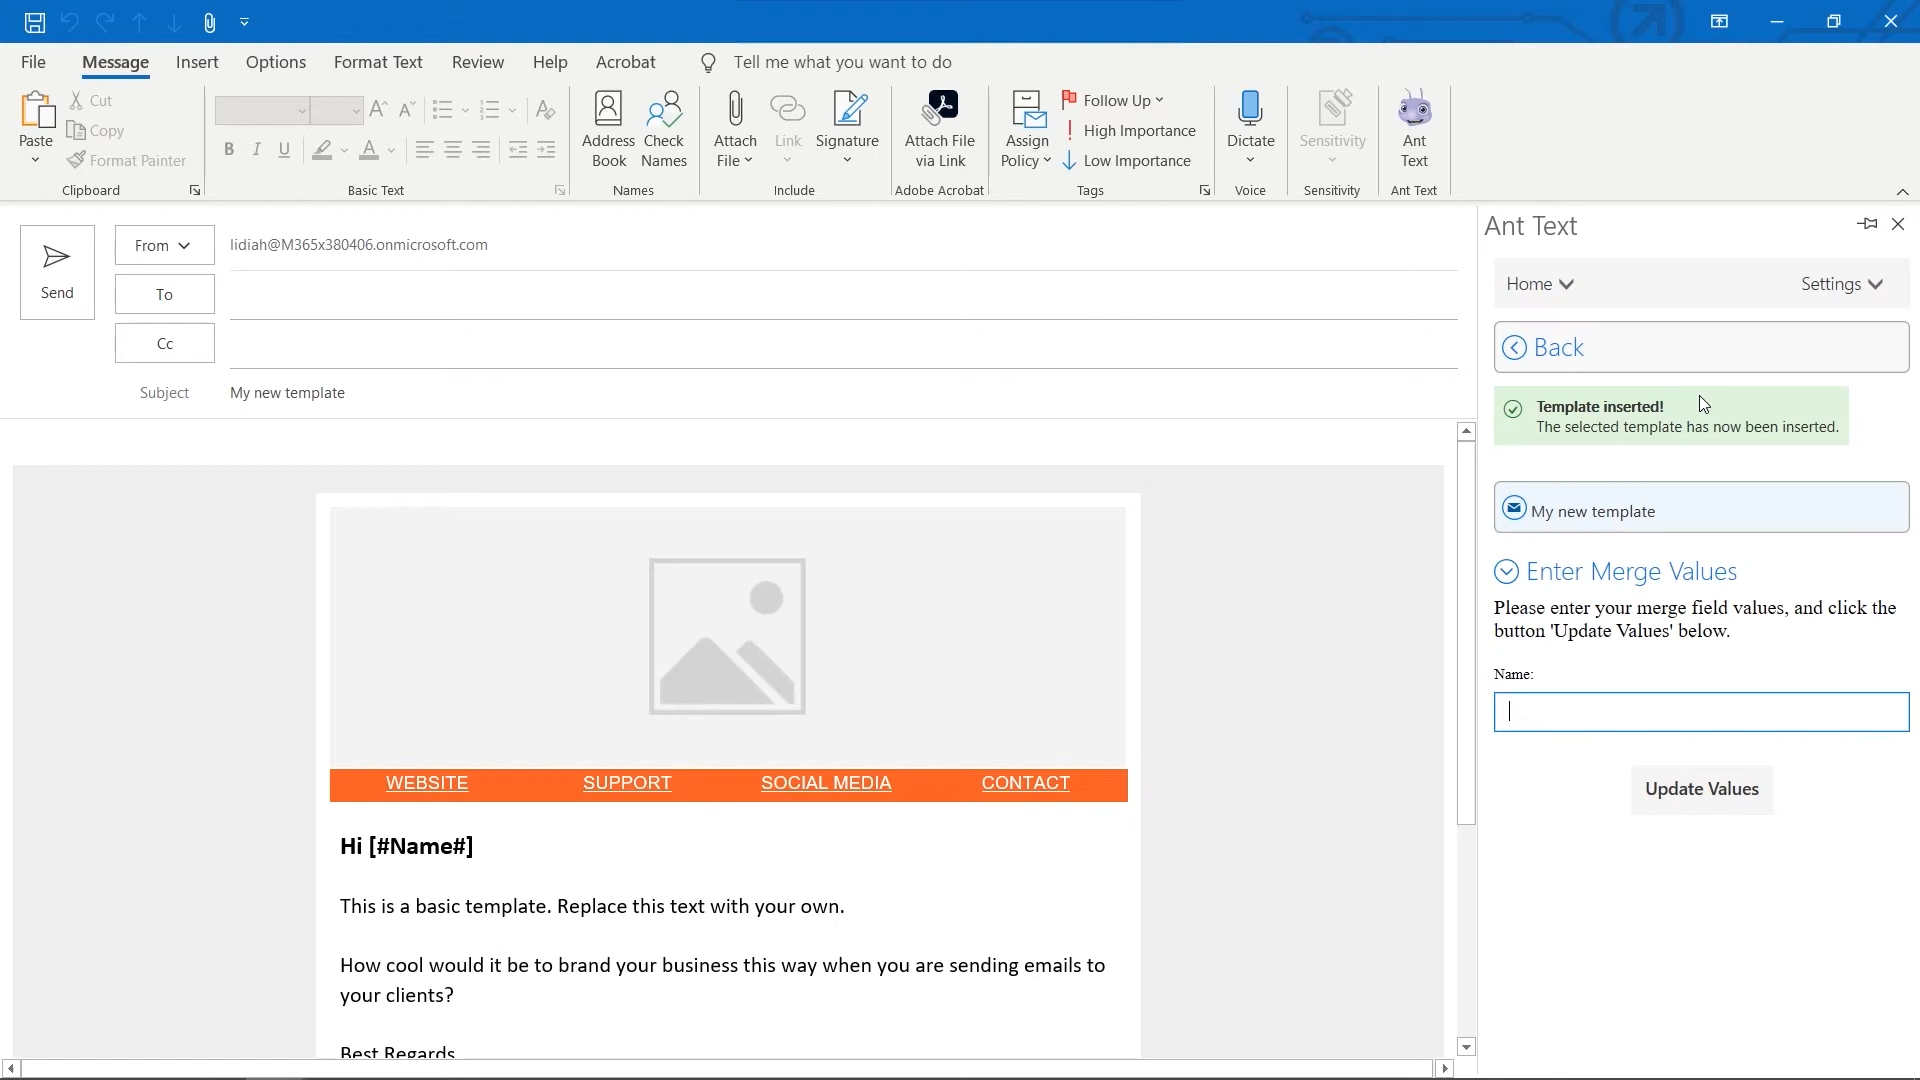 File Message Insert Options Format Text Review Help Acrobat Tell me what you want to do
Paste
Cut
Copy
Format Painter
Clipboard
B I U
Basic Text
Address Book
Check Names
Names
Attach File
Link
Signature
Include
Attach File via Link
Adobe Acrobat
Assign Policy
Follow Up
High Importance
Low Importance
Tags
Dictate
Voice
Sensitivity
Sensitivity
Ant Text
Ant Text
Send
From
lidiah@M365x380406.onmicrosoft.com
To
Cc
Subject
My new template
WEBSITE SUPPORT SOCIAL MEDIA CONTACT
Hi [#Name#]
This is a basic template. Replace this text with your own.
How cool would it be to brand your business this way when you are sending emails to
your clients?
Best Regards
Ant Text
Home Settings
Back
Template inserted!
The selected template has now been inserted.
My new template
Enter Merge Values
Please enter your merge field values, and click the
button 'Update Values' below.
Name:
Update Values